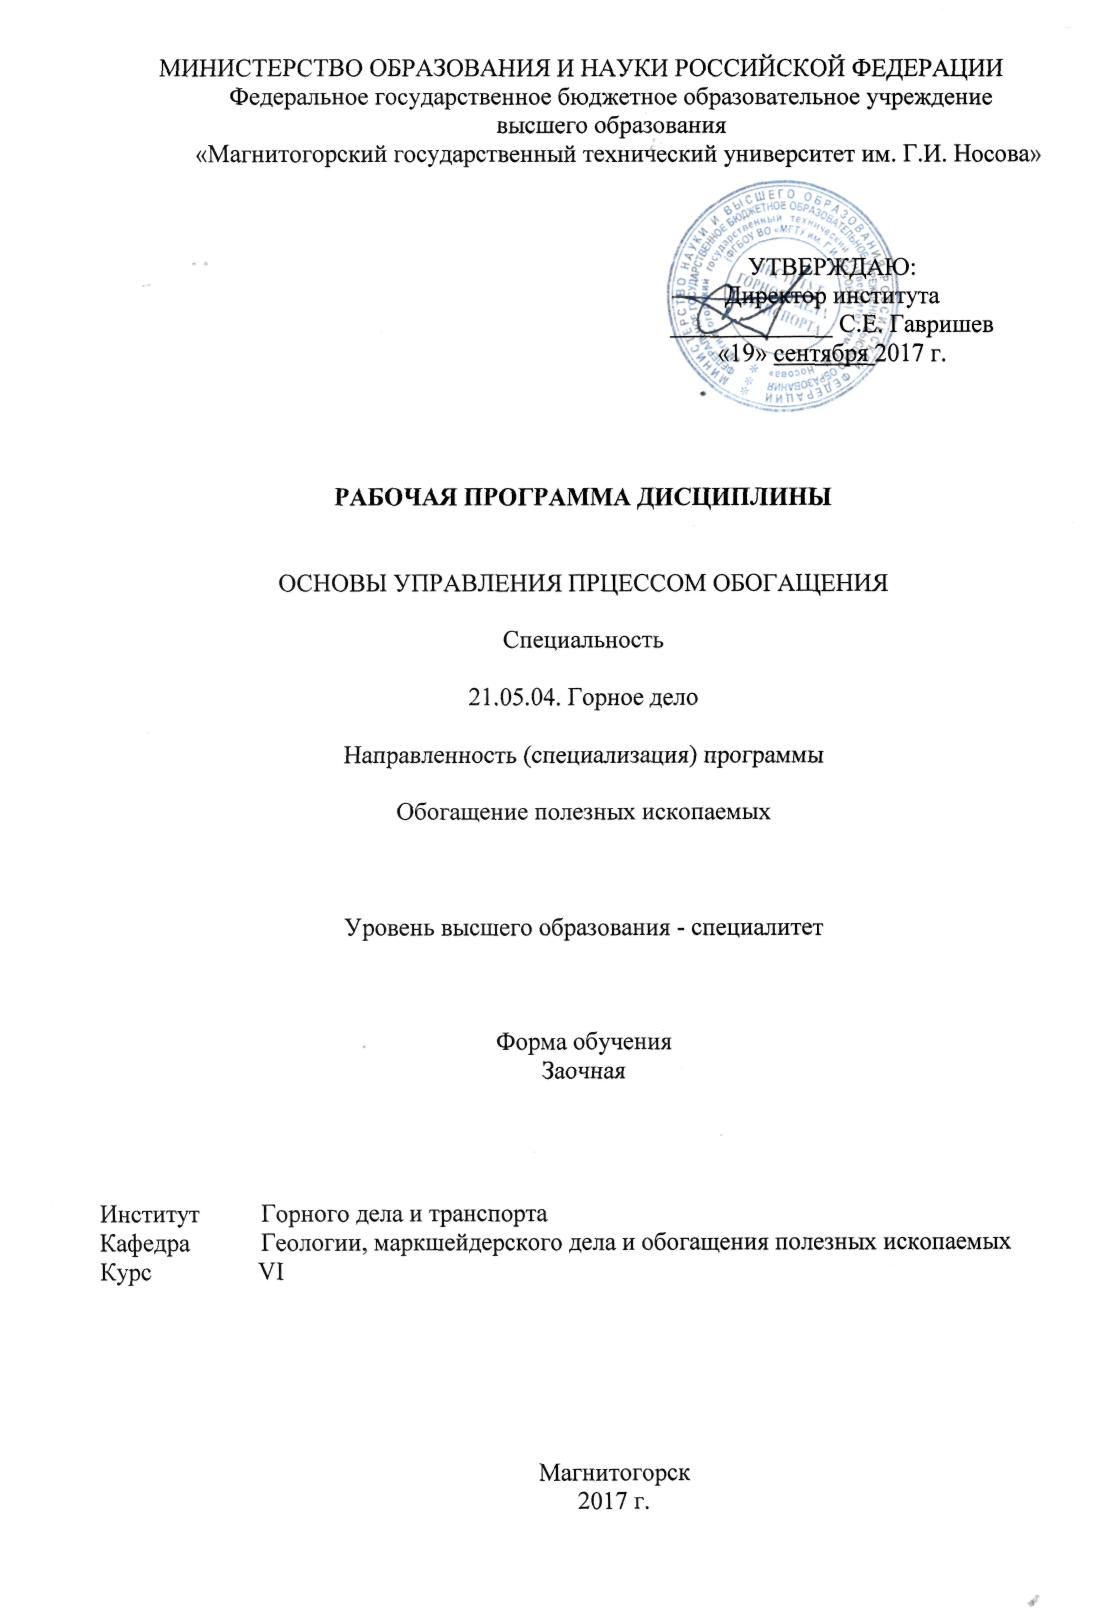 МИНИСТЕРСТВО ОБРАЗОВАНИЯ И НАУКИ РОССИЙСКОЙ ФЕДЕРАЦИИ
Федеральное государственное бюджетное образовательное учреждение
высшего образования
«Магнитогорский государственный технический университет им. Г.И. Носова»
УТВЕРЖДАЮ:
Директор института
С.Е. Гавришев
«19» сентября 2017 г.
РАБОЧАЯ ПРОГРАММА ДИСЦИПЛИНЫ
ОСНОВЫ УПРАВЛЕНИЯ ПРЦЕССОМ ОБОГАЩЕНИЯ
Специальность
21.05.04. Горное дело
Направленность (специализация) программы
Обогащение полезных ископаемых
Уровень высшего образования - специалитет
Форма обучения
Заочная
Институт Горного дела и транспорта
Кафедра Геологии, маркшейдерского дела и обогащения полезных ископаемых
Курс VI
Магнитогорск
2017 г.